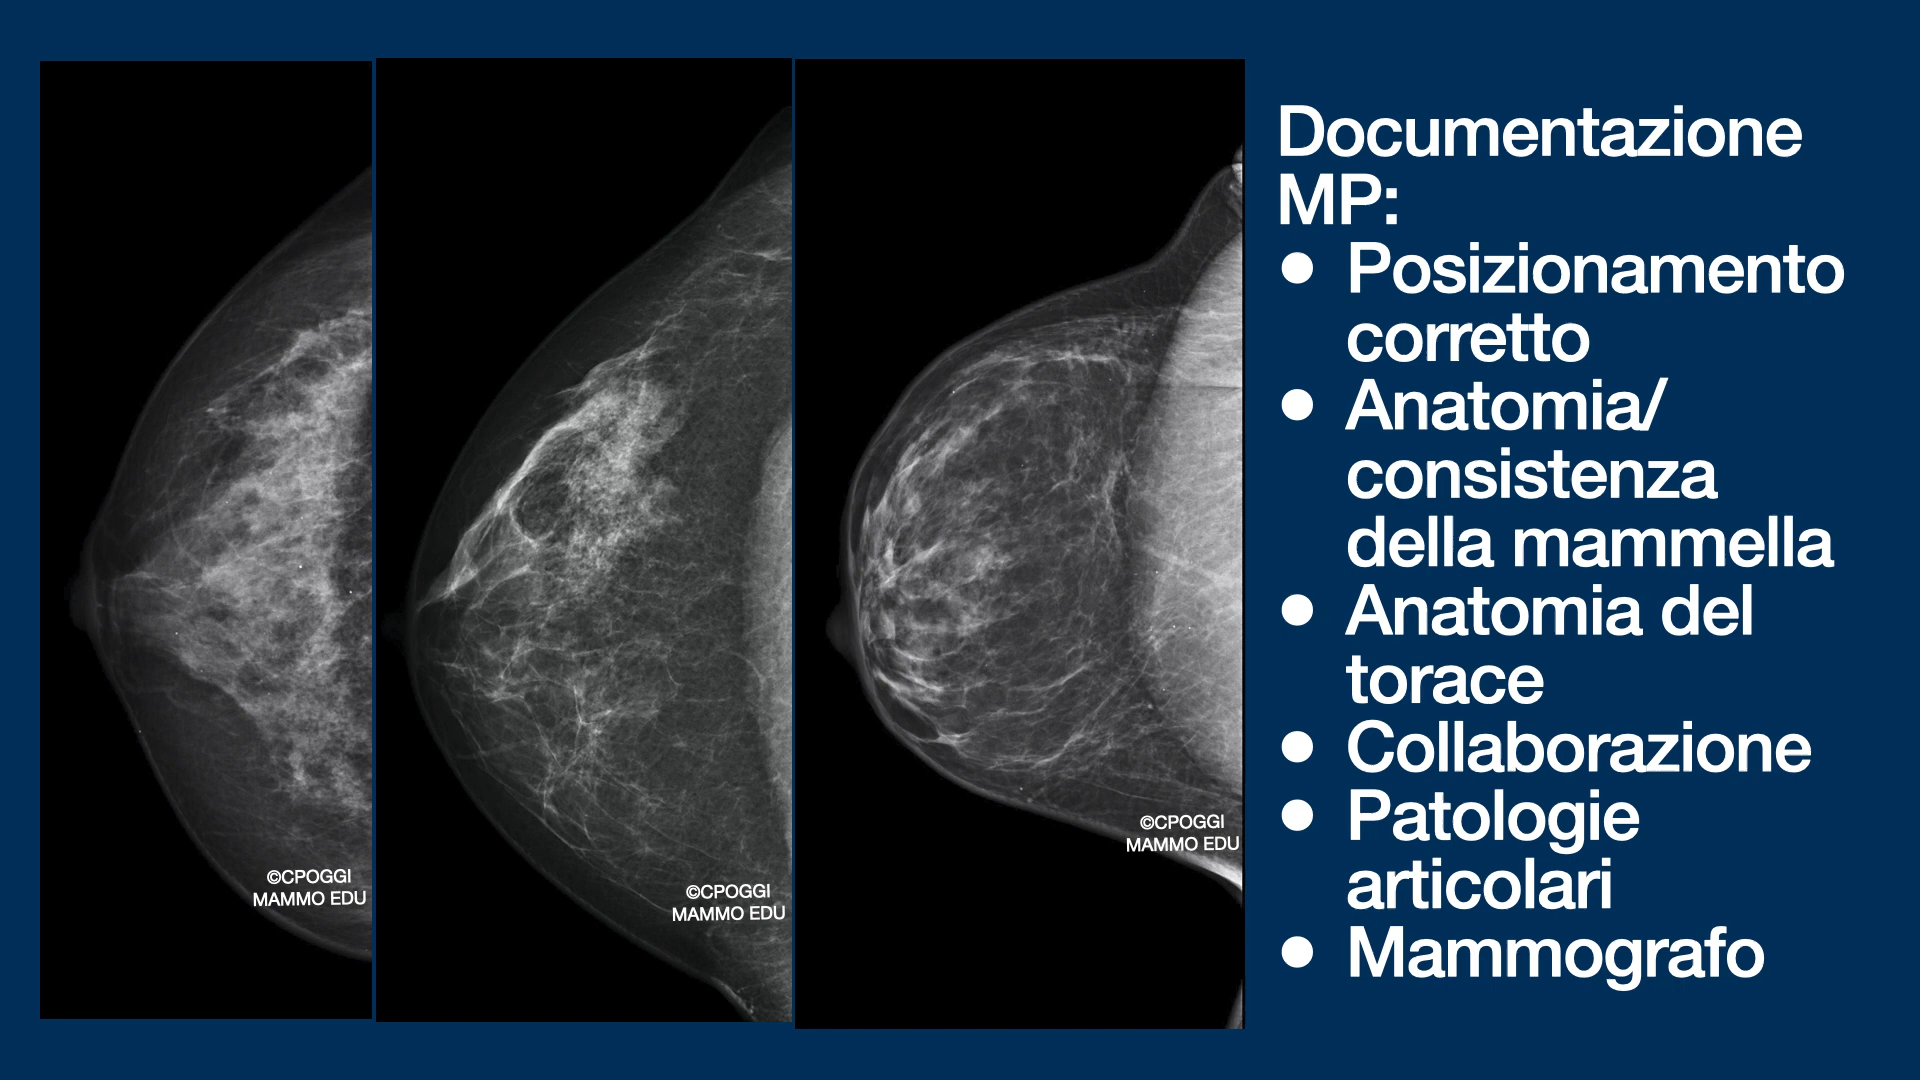 Documentazione
MP:
• Posizionamento
corretto
• Anatomia/
consistenza
della mammella
• Anatomia del
torace
• Collaborazione
• Patologie
articolari
• Mammografo
©CPOGGI
MAMMO EDU
©CPOGGI
MAMMO EDU
©CPOGGI
MAMMO EDU